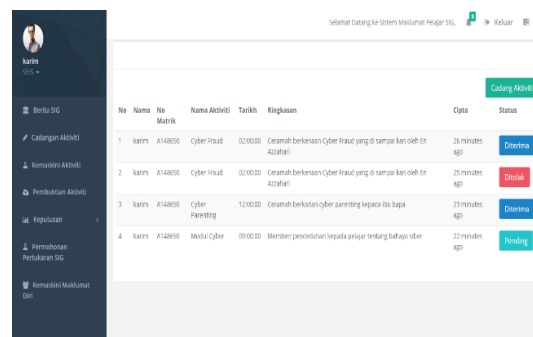 Selamat Datang ke Sistem Maklumat Pelajar SIG.
Keluar
karim
SEIS
Berita SIG
Cadangan Aktiviti
Kemaskini Aktiviti
Pembuktian Aktiviti
Keputusan
Permohonan
Pertukaran SIG
Kemaskini Maklumat
Diri
Cadang Aktiviti
No Nama No Matrik Nama Aktiviti Tarikh Ringkasan Cipta Status
1 karim A148650 Cyber Fraud 02:00:00 Ceramah berkenaan Cyber Fraud yang di sampai kan oleh En Azzahari 26 minutes ago Diterima
2 karim A148650 Cyber Fraud 02:00:00 Ceramah berkenaan Cyber Fraud yang di sampai kan oleh En Azzahari 25 minutes ago Ditolak
3 karim A148650 Cyber Parenting 12:00:00 Ceramah berkaitan cyber parenting kepada ibu bapa 23 minutes ago Diterima
4 karim A148650 Modul Cyber 09:00:00 Memberi pendedahan kepada pelajar tentang bahaya siber 22 minutes ago Pending